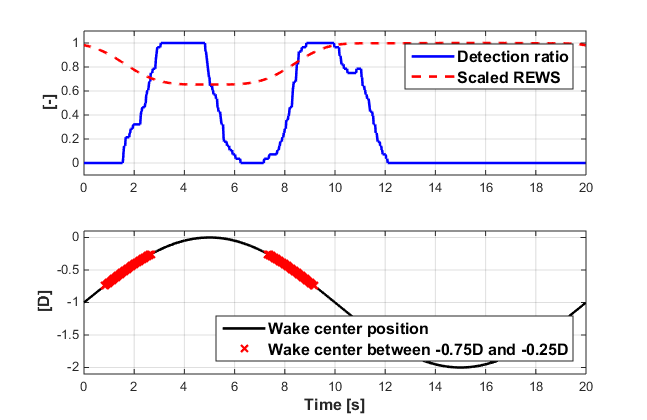 1
0.8
0.6
0.4
0.2
0
[-]
Detection ratio
Scaled REWS
0 2 4 6 8 10 12 14 16 18 20
0
-0.5
-1
-1.5
-2
[D]
Wake center position
Wake center between -0.75D and -0.25D
0 2 4 6 8 10 12 14 16 18 20
Time [s]